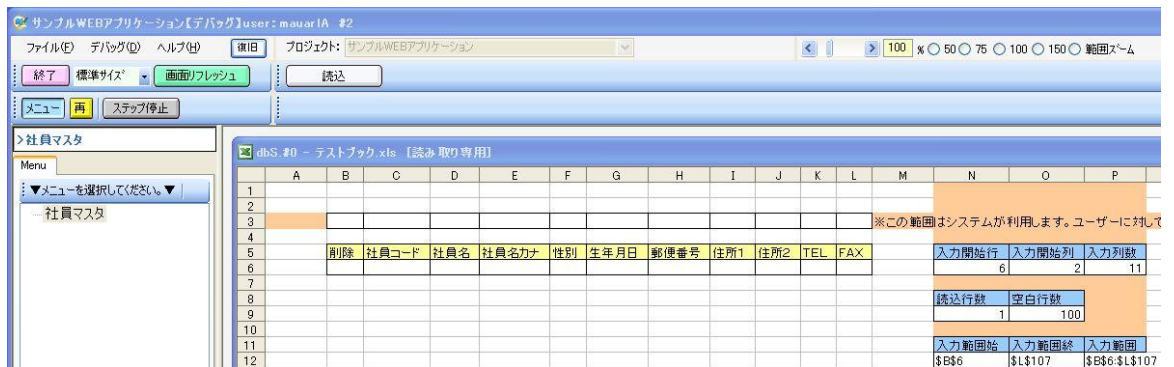 サンプルWEBアプリケーション【デバッグ】user:mauarIA #2
ファイル(F) デバッグ(D) ヘルプ(H) 復旧 プロジェクト: サンプルWEBアプリケーション 100 % 50 75 100 150 範囲ズーム
終了 標準サイズ 画面リフレッシュ 読込
メニュー 再 ステップ停止
>社員マスタ
dbS.#0 - テストブック.xls [読み取り専用]
Menu
▼メニューを選択してください。▼
社員マスタ
A B C D E F G H I J K L M N O P
1
2
3 ※この範囲はシステムが利用します。ユーザーに対して
4
5 削除 社員コード 社員名 社員名カナ 性別 生年月日 郵便番号 住所1 住所2 TEL FAX 入力開始行 入力開始列 入力列数
6 6 2 11
7
8 読込行数 空白行数
9 1 100
10
11 入力範囲始 入力範囲終 入力範囲
12 $B$6 $L$107 $B$6:$L$107